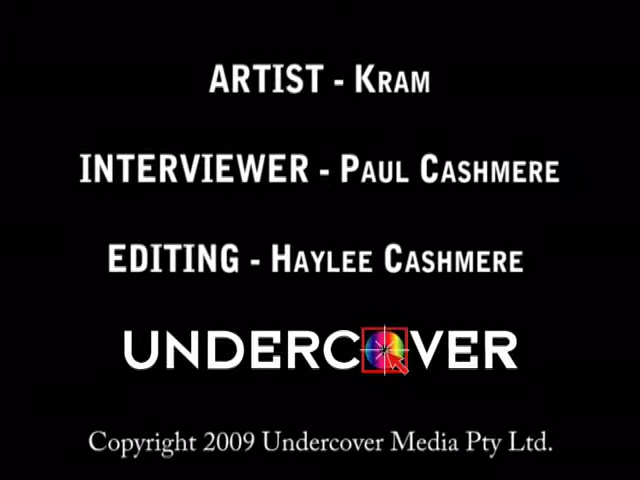 ARTIST - KRAM
INTERVIEWER - PAUL CASHMERE
EDITING - HAYLEE CASHMERE
UNDERCOVER
Copyright 2009 Undercover Media Pty Ltd.